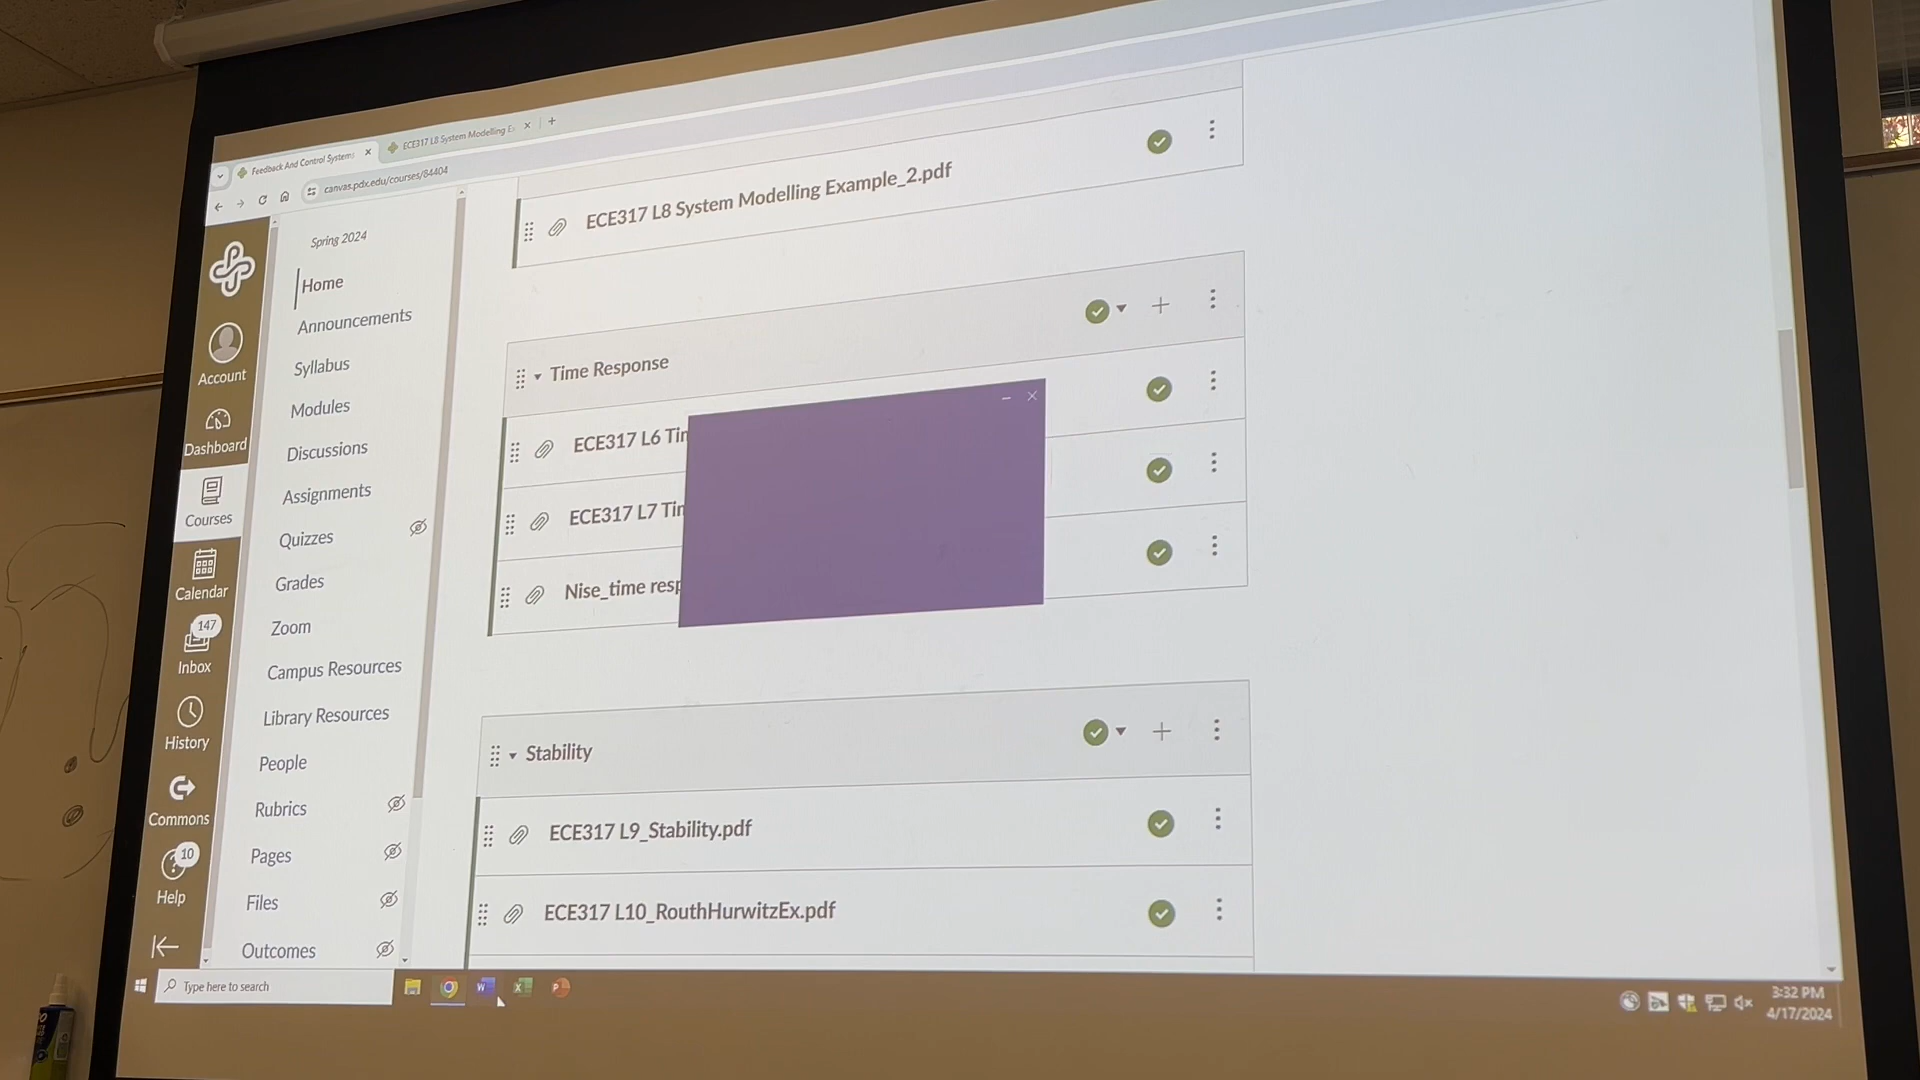 Feedback And Control Systems
ECE317 L8 System Modelling E
canvas.pdx.edu/courses/84404
Account
Dashboard
Courses
Calendar
147
Inbox
History
Commons
10
Help
Spring 2024
Home
Announcements
Syllabus
Modules
Discussions
Assignments
Quizzes
Grades
Zoom
Campus Resources
Library Resources
People
Rubrics
Pages
Files
Outcomes
ECE317 L8 System Modelling Example_2.pdf
Time Response
ECE317 L6 Tim
ECE317 L7 Tim
Nise_time resp
Stability
ECE317 L9_Stability.pdf
ECE317 L10_RouthHurwitzEx.pdf
Type here to search
3:32 PM
4/17/2024